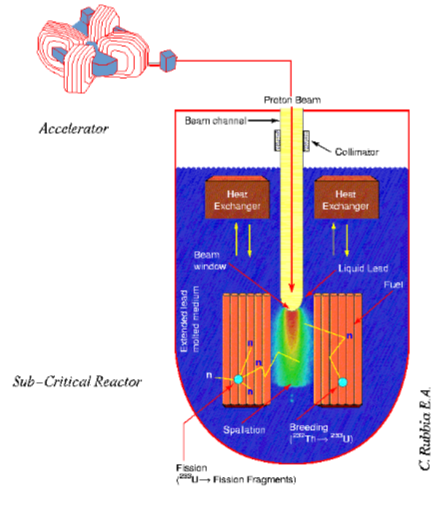 Proton Beam
Beam channel
Accelerator
Collimator
Heat
Exchanger
Heat
Exchanger
Beam
window
Liquid Lead
Fuel
Extended lead
molted medium
n
n
n
n
n
Sub-Critical Reactor
Spallation
Breeding
(²³²Th→ ²³³U)
Fission
(²³³U→ Fission Fragments)
C. Rubbia E.A.